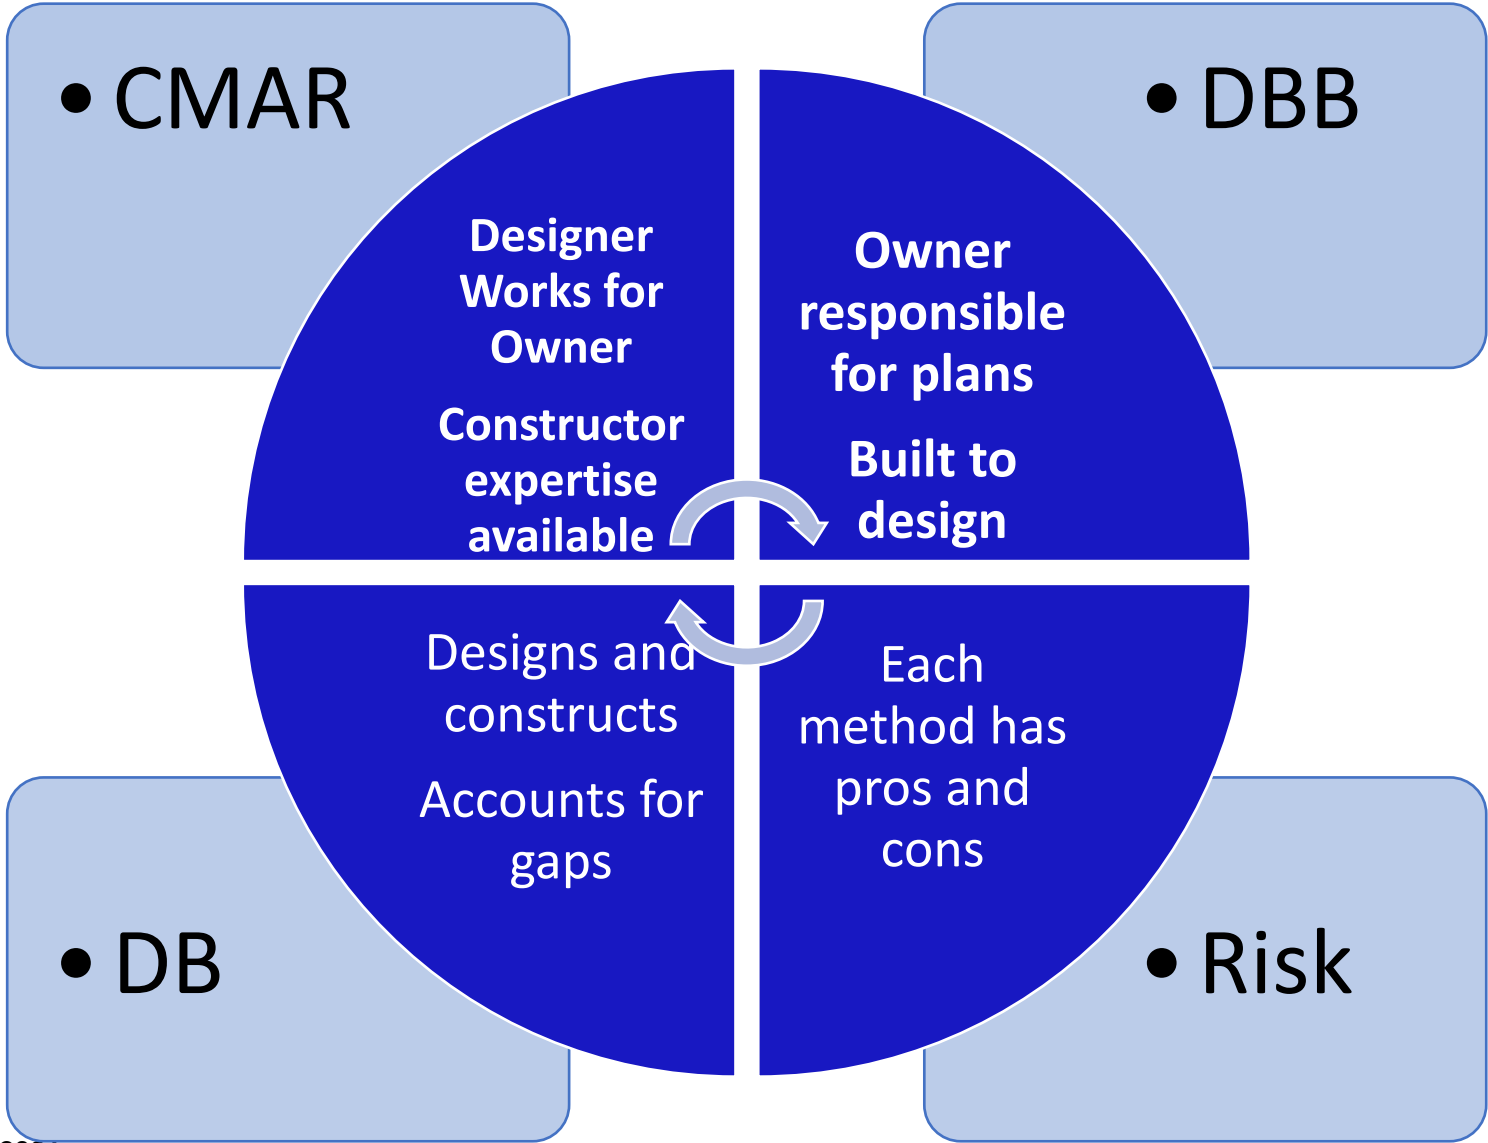 • CMAR
Designer
Works for
Owner
Constructor
expertise
available
• DBB
Owner
responsible
for plans
Built to
design
Designs and
constructs
Accounts for
gaps
• DB
Each
method has
pros and
cons
• Risk